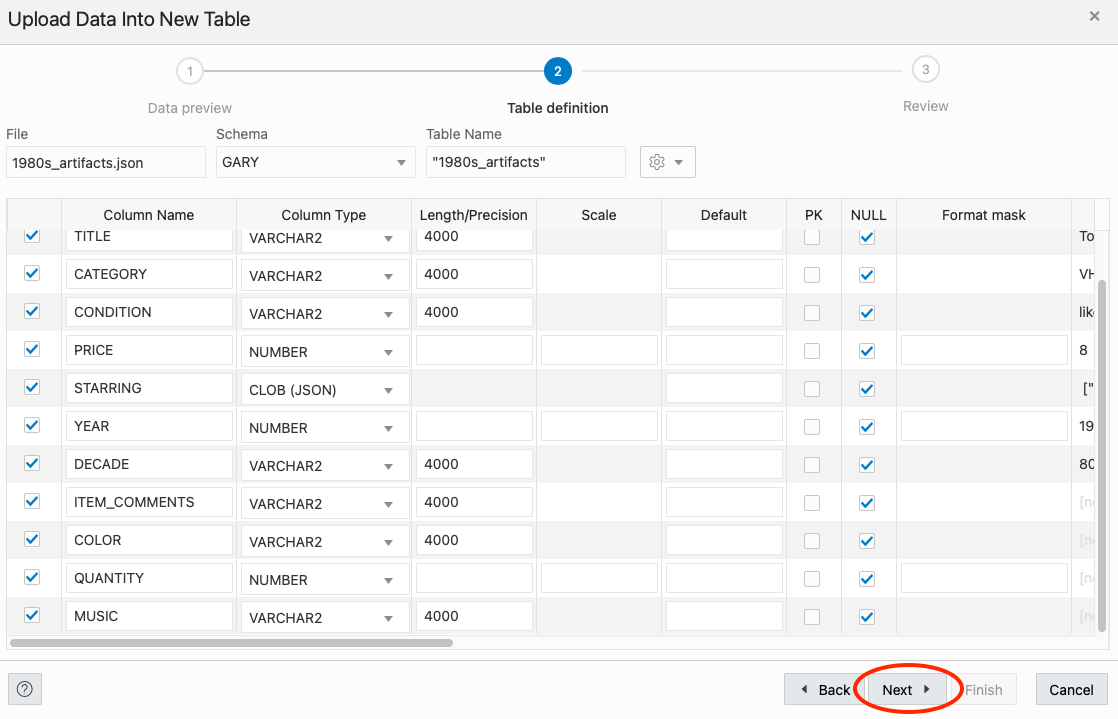 Upload Data Into New Table
1 2 3
Data preview Table definition Review
File Schema Table Name
1980s_artifacts.json GARY "1980s_artifacts"
Column Name Column Type Length/Precision Scale Default PK NULL Format mask
TITLE VARCHAR2 4000 To
CATEGORY VARCHAR2 4000
CONDITION VARCHAR2 4000
PRICE NUMBER 8
STARRING CLOB (JSON) ["
YEAR NUMBER 19
DECADE VARCHAR2 4000 80
ITEM_COMMENTS VARCHAR2 4000
COLOR VARCHAR2 4000
QUANTITY NUMBER
MUSIC VARCHAR2 4000
? Back Next Finish Cancel